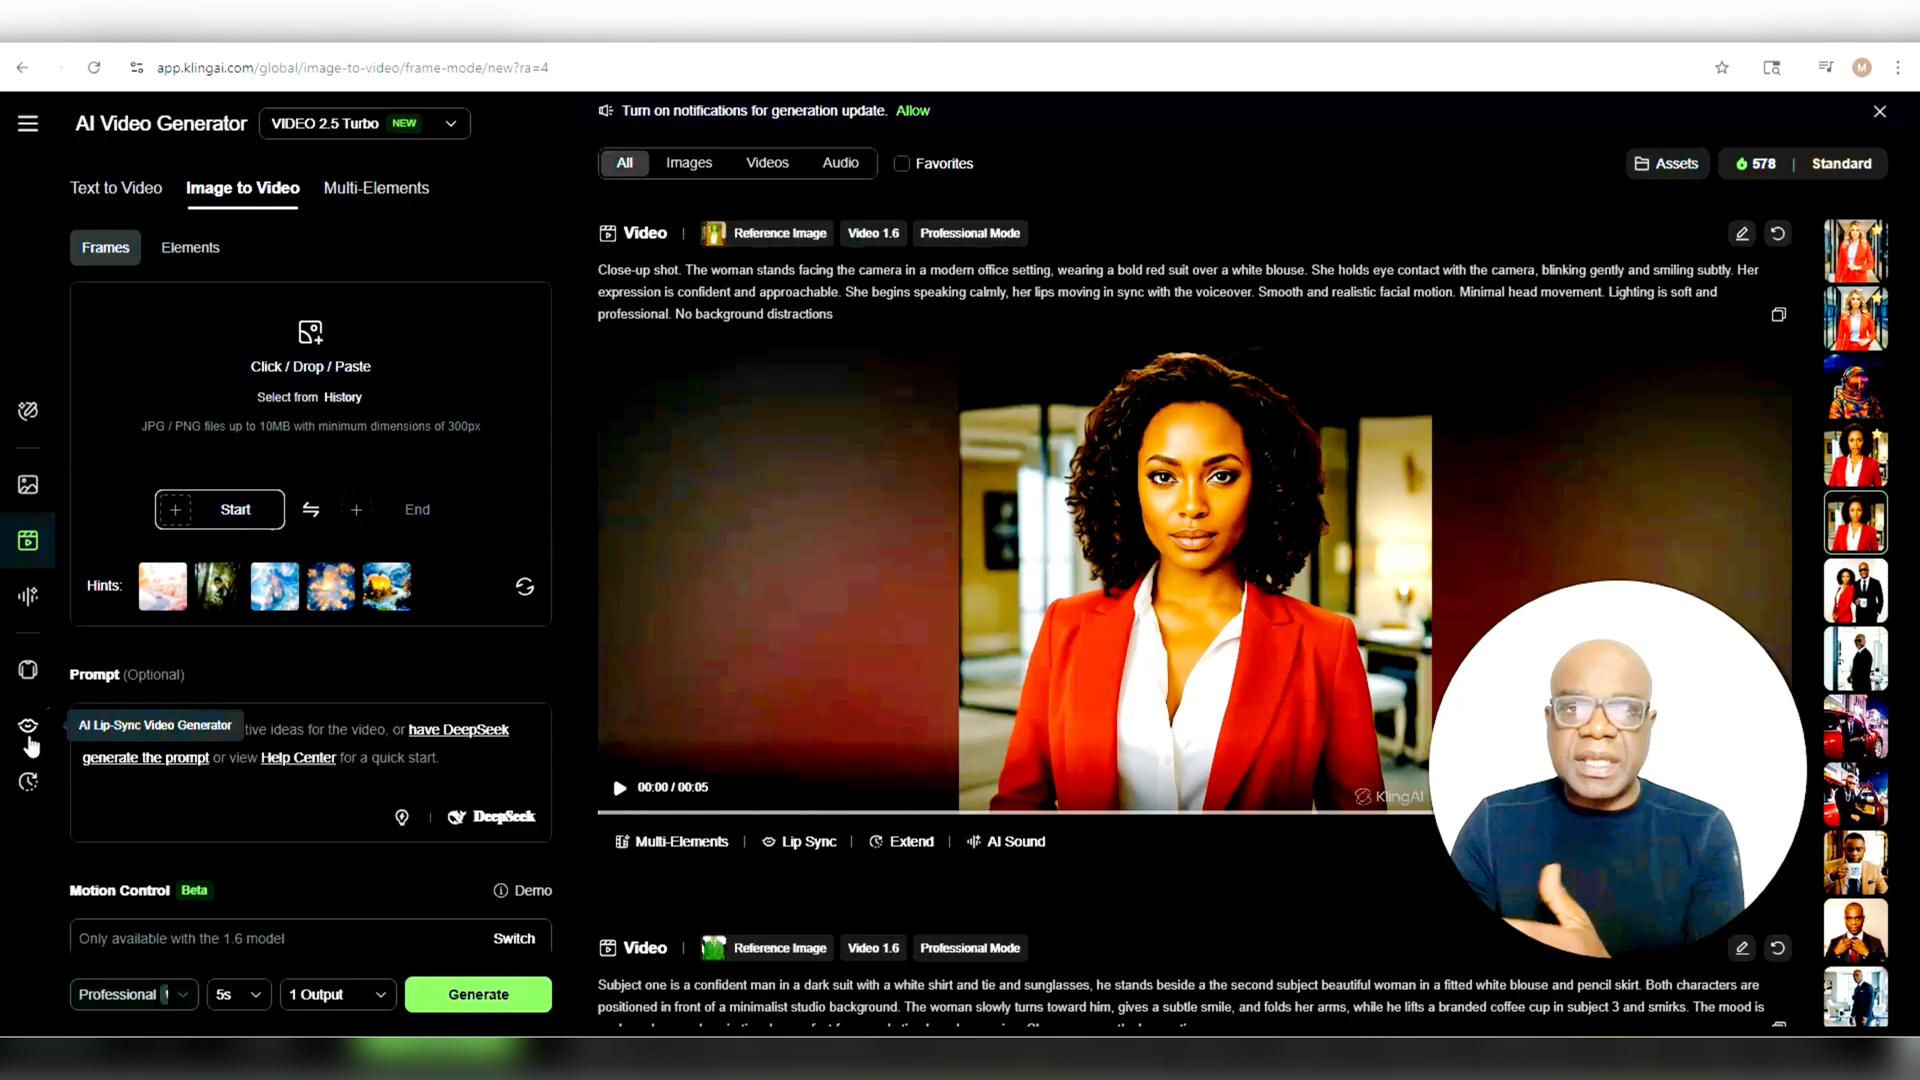 app.klingai.com/global/image-to-video/frame-mode/new?ra=4
M
AI Video Generator
VIDEO 2.5 Turbo NEW
Turn on notifications for generation update. Allow
All Images Videos Audio Favorites
Assets 578 | Standard
Text to Video Image to Video Multi-Elements
Frames Elements
Click / Drop / Paste
Select from History
JPG / PNG files up to 10MB with minimum dimensions of 300px
Start End
Hints:
Prompt (Optional)
AI Lip-Sync Video Generator
tive ideas for the video, or have DeepSeek
generate the prompt or view Help Center for a quick start.
DeepSeek
Motion Control Beta
Demo
Only available with the 1.6 model Switch
Professional 5s 1 Output Generate
Video | Reference Image Video 1.6 Professional Mode
Close-up shot. The woman stands facing the camera in a modern office setting, wearing a bold red suit over a white blouse. She holds eye contact with the camera, blinking gently and smiling subtly. Her
expression is confident and approachable. She begins speaking calmly, her lips moving in sync with the voiceover. Smooth and realistic facial motion. Minimal head movement. Lighting is soft and
professional. No background distractions
00:00 / 00:05
KlingAI
Multi-Elements | Lip Sync | Extend | AI Sound
Video | Reference Image Video 1.6 Professional Mode
Subject one is a confident man in a dark suit with a white shirt and tie and sunglasses, he stands beside a the second subject beautiful woman in a fitted white blouse and pencil skirt. Both characters are
positioned in front of a minimalist studio background. The woman slowly turns toward him, gives a subtle smile, and folds her arms, while he lifts a branded coffee cup in subject 3 and smirks. The mood is